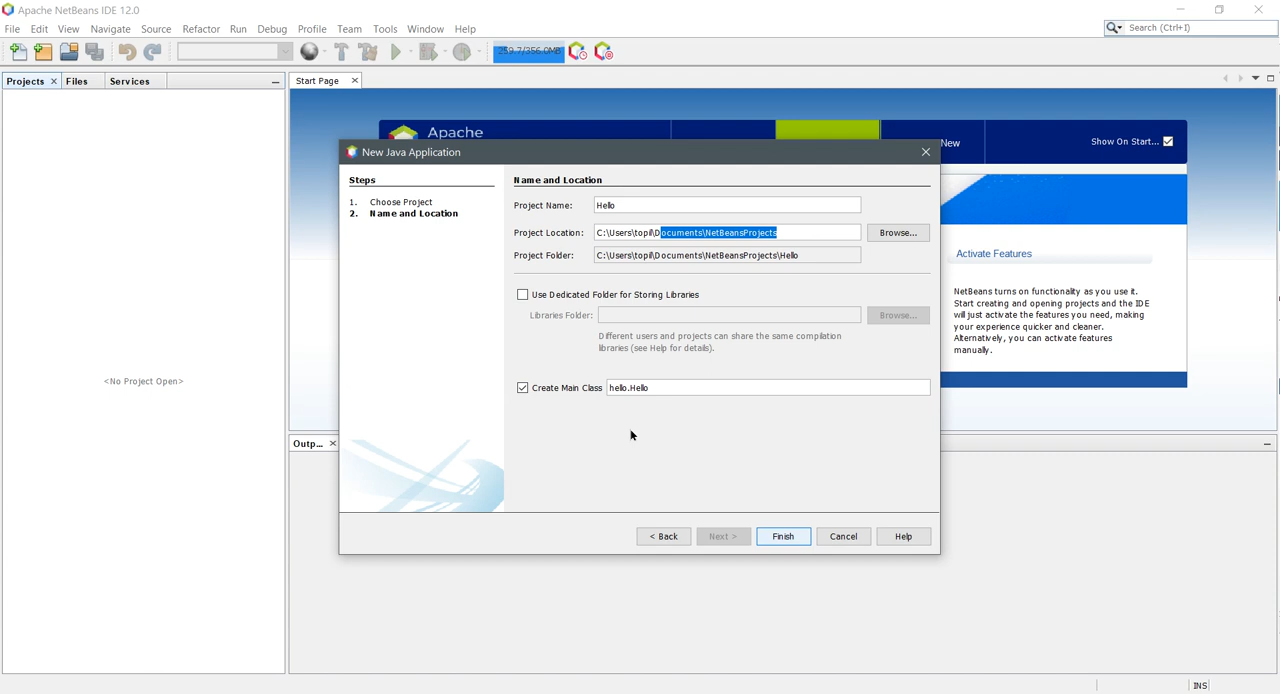 Apache NetBeans IDE 12.0
File Edit View Navigate Source Refactor Run Debug Profile Team Tools Window Help
Search (Ctrl+I)
259.7/356.0MB
Projects Files Services
Start Page
Apache
New
Show On Start...
New Java Application
Steps
1. Choose Project
2. Name and Location
Name and Location
Project Name: Hello
Project Location: C:\Users\topif\Documents\NetBeansProjects Browse...
Project Folder: C:\Users\topif\Documents\NetBeansProjects\Hello
Use Dedicated Folder for Storing Libraries
Libraries Folder: Browse...
Different users and projects can share the same compilation
libraries (see Help for details).
Create Main Class hello.Hello
< Back Next > Finish Cancel Help
Activate Features
NetBeans turns on functionality as you use it.
Start creating and opening projects and the IDE
will just activate the features you need, making
your experience quicker and cleaner.
Alternatively, you can activate features
manually.
<No Project Open>
Outp...
INS